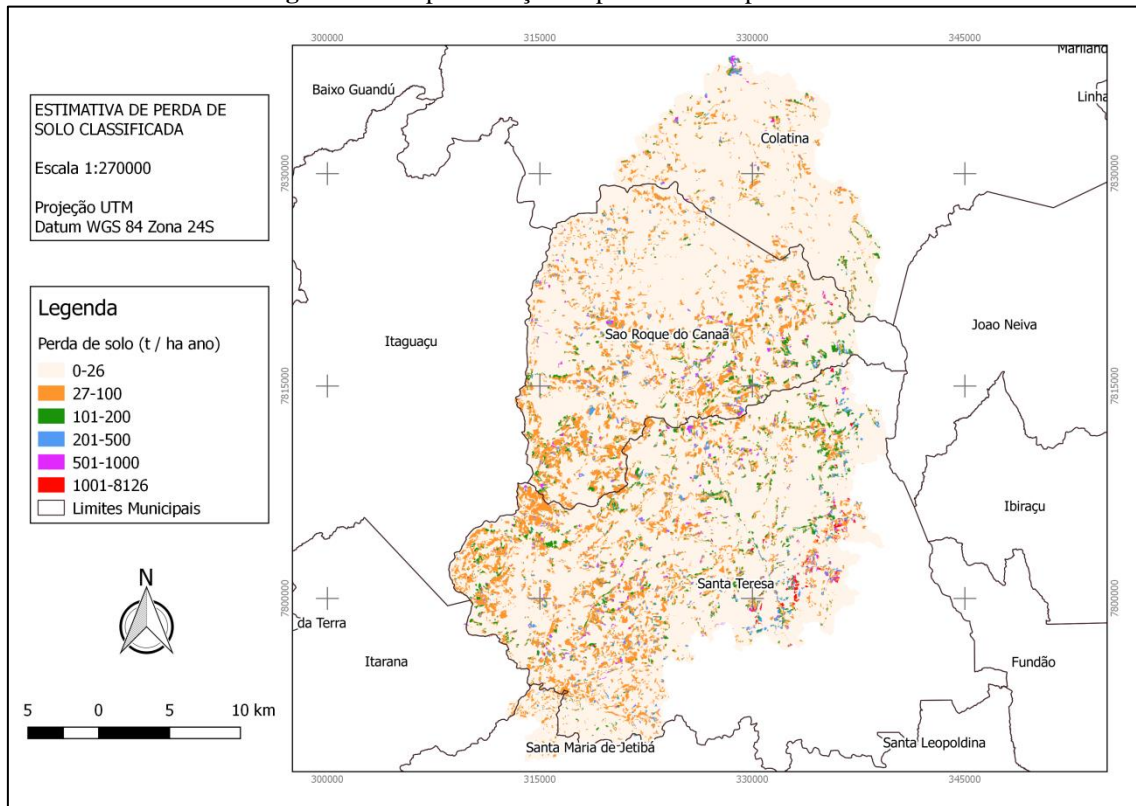 300000
315000
330000
345000
Baixo Guandú
Colatina
ESTIMATIVA DE PERDA DE
SOLO CLASSIFICADA
Escala 1:270000
Projeção UTM
Datum WGS 84 Zona 24S
7830000
7830000
Legenda
Perda de solo (t / ha ano)
0-26
27-100
101-200
201-500
501-1000
1001-8126
Limites Municipais
Itaguaçu
Sao Roque do Canaã
Joao Neiva
7815000
7815000
Ibiraçu
Santa Teresa
7800000
7800000
N
da Terra
Itarana
Fundão
5 0 5 10 km
Santa Maria de Jetibá
Santa Leopoldina
300000
315000
330000
345000